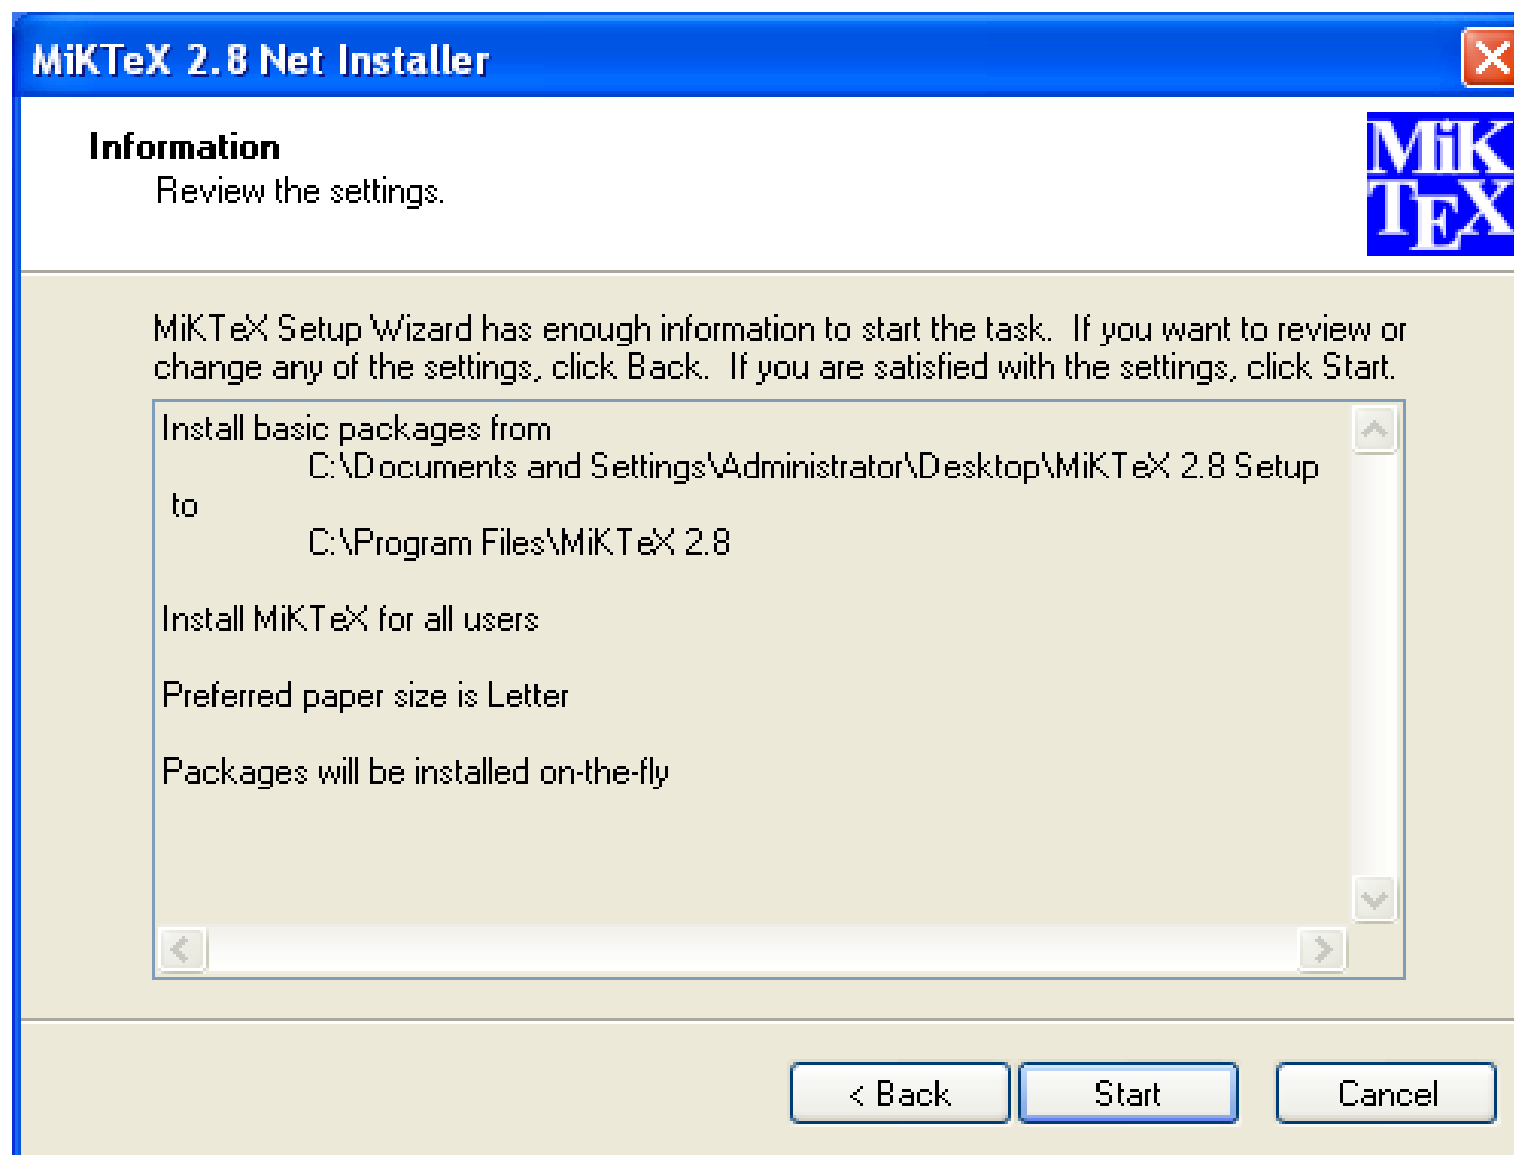 MiKTeX 2.8 Net Installer
Information
Review the settings.
MiK
TEX
MiKTeX Setup Wizard has enough information to start the task.  If you want to review or
change any of the settings, click Back.  If you are satisfied with the settings, click Start.
Install basic packages from
C:\Documents and Settings\Administrator\Desktop\MiKTeX 2.8 Setup
to
C:\Program Files\MiKTeX 2.8
Install MiKTeX for all users
Preferred paper size is Letter
Packages will be installed on-the-fly
< Back
Start
Cancel